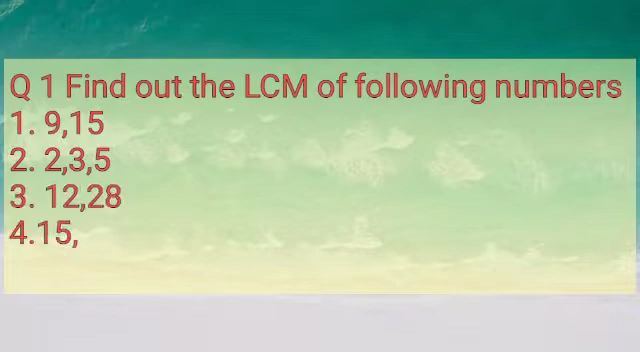 Q 1 Find out the LCM of following numbers
1. 9,15
2. 2,3,5
3. 12,28
4.15,